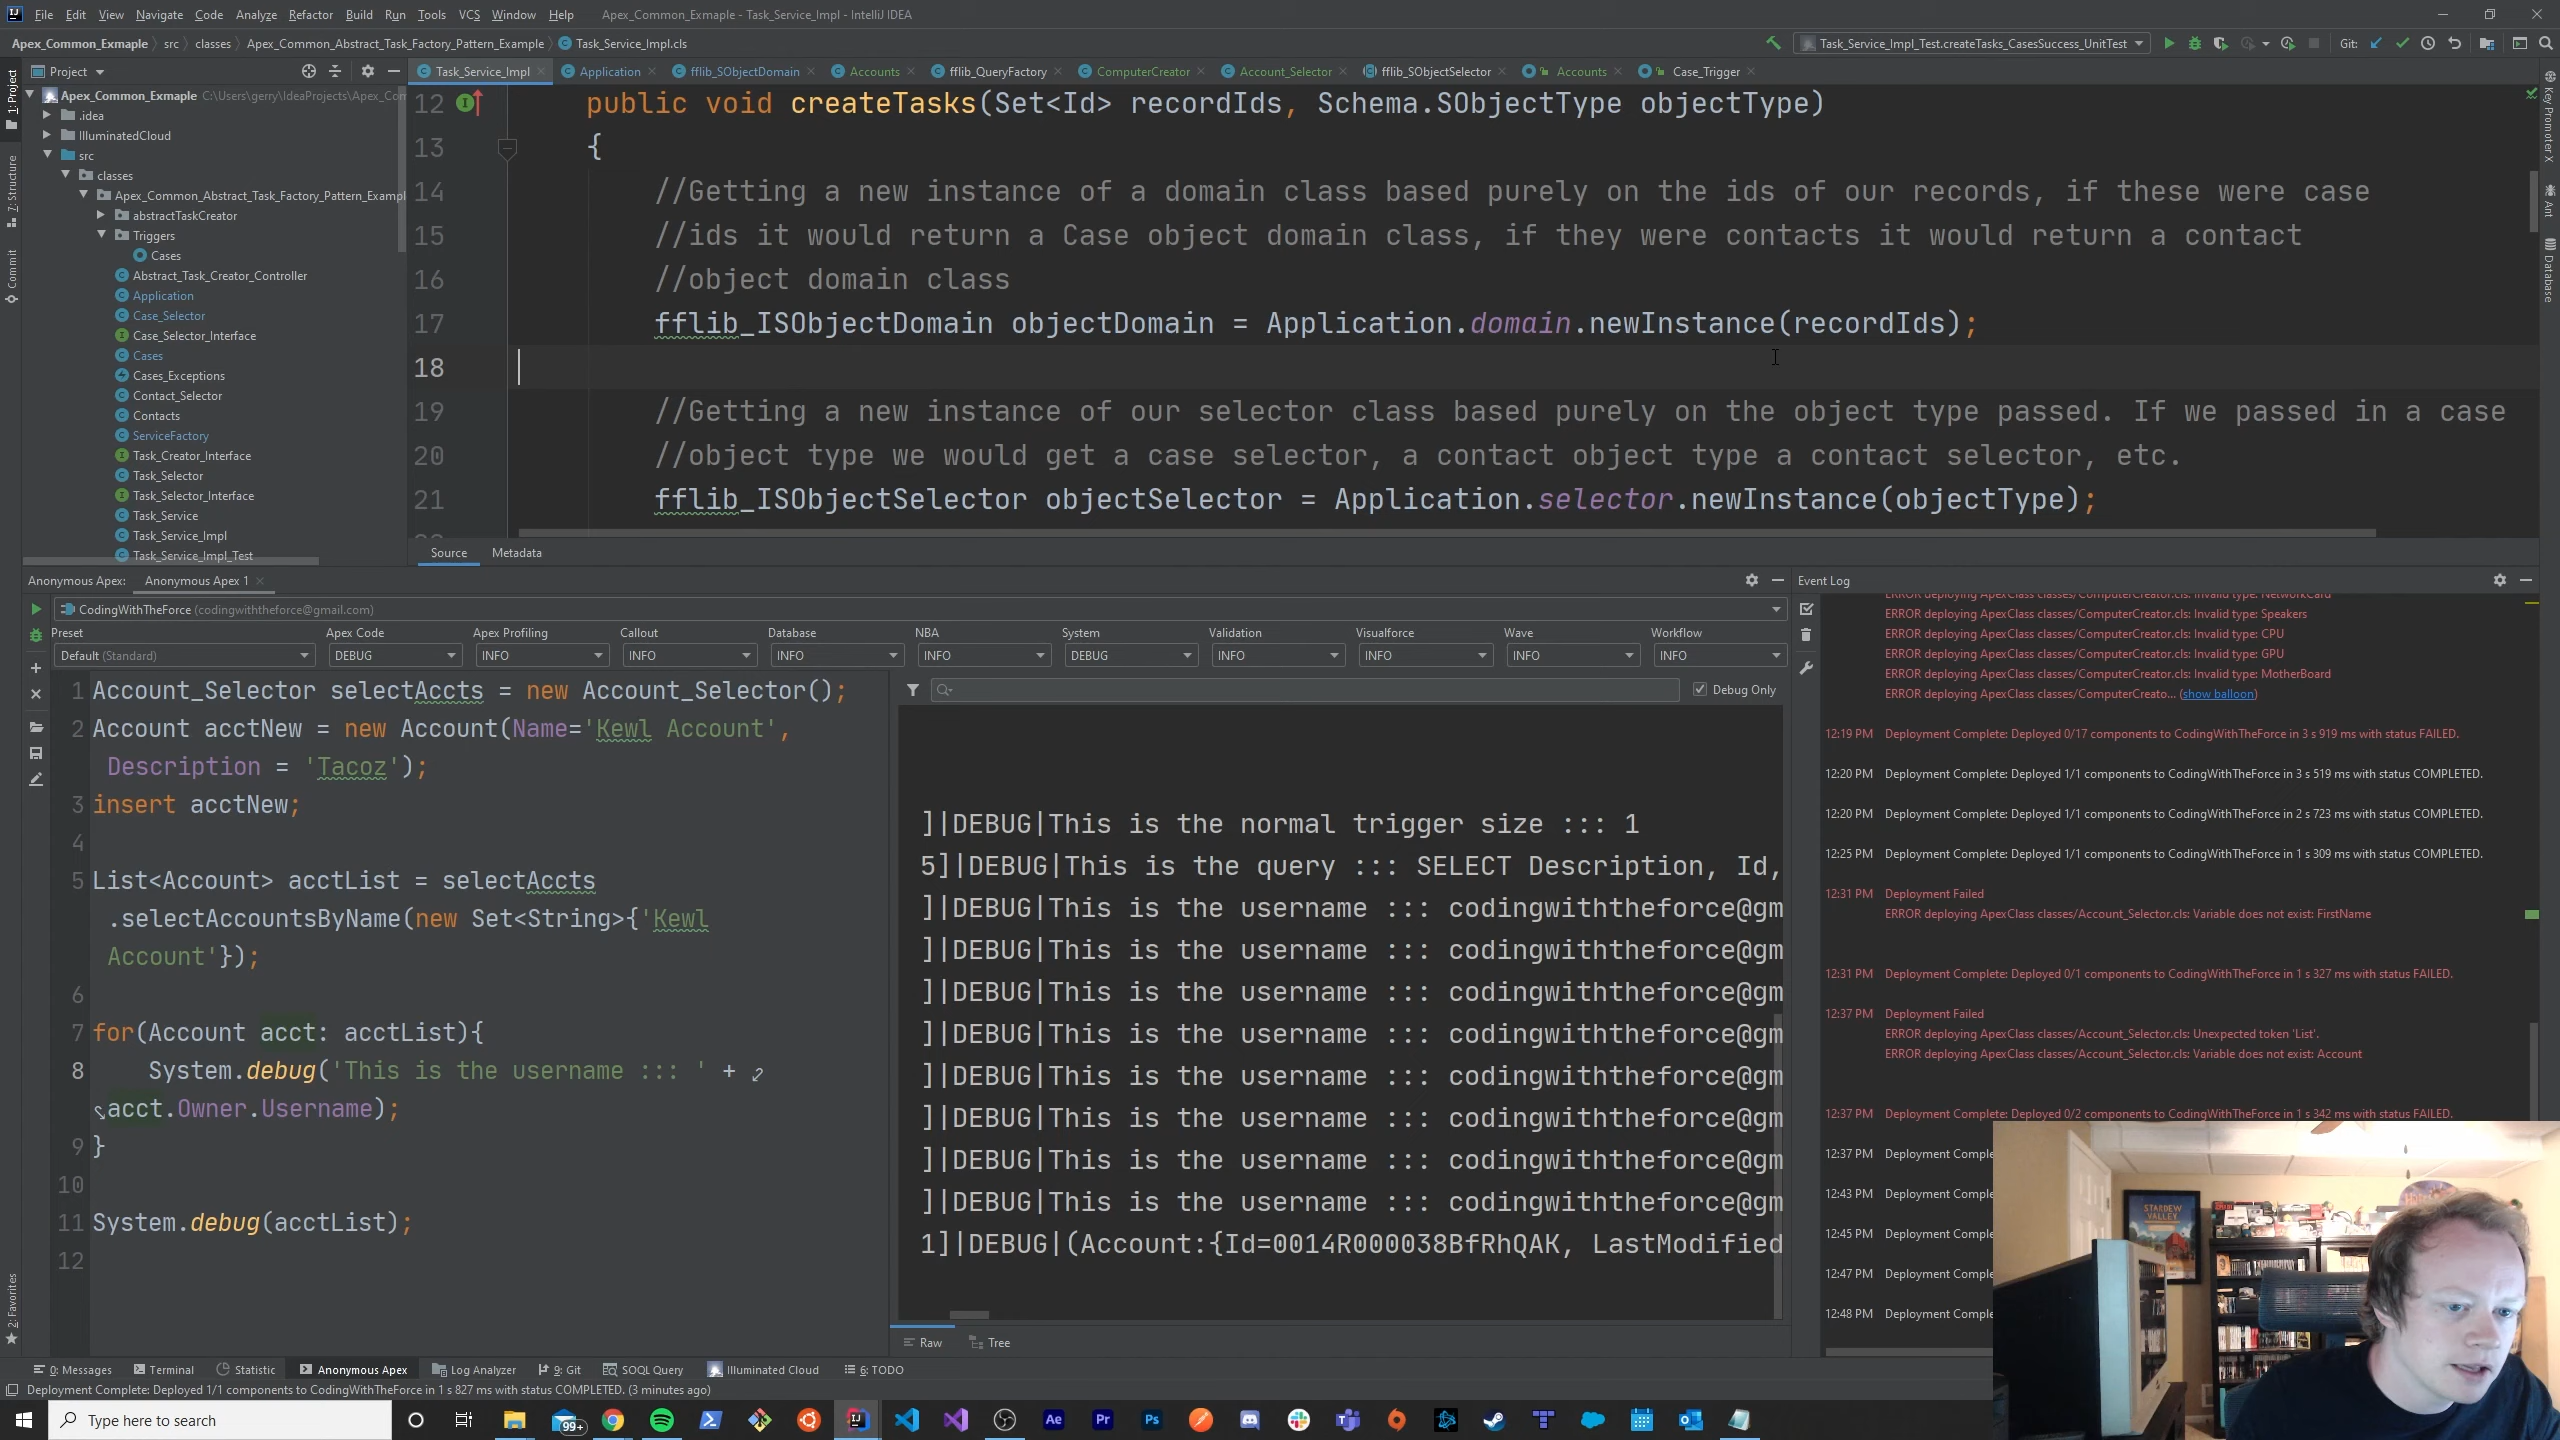 File Edit View Navigate Code Analyze Refactor Build Run Tools VCS Window Help Apex_Common_Exmaple - Task_Service_Impl - IntelliJ IDEA
Apex_Common_Exmaple src classes Apex_Common_Abstract_Task_Factory_Pattern_Example Task_Service_Impl.cls
Task_Service_Impl_Test.createTasks_CasesSuccess_UnitTest Git:
Project
Task_Service_Impl Application fflib_SObjectDomain Accounts fflib_QueryFactory ComputerCreator Account_Selector fflib_SObjectSelector Accounts Case_Trigger
Apex_Common_Exmaple C:\Users\gerry\IdeaProjects\Apex_Con
.idea
IlluminatedCloud
src
classes
Apex_Common_Abstract_Task_Factory_Pattern_Exampl
abstractTaskCreator
Triggers
Cases
Abstract_Task_Creator_Controller
Application
Case_Selector
Case_Selector_Interface
Cases
Cases_Exceptions
Contact_Selector
Contacts
ServiceFactory
Task_Creator_Interface
Task_Selector
Task_Selector_Interface
Task_Service
Task_Service_Impl
Task_Service_Impl_Test
1: Project
7: Structure
Commit
2: Favorites
Key Promoter X
Ant
Database
12 public void createTasks(Set<Id> recordIds, Schema.SObjectType objectType)
13 {
14 //Getting a new instance of a domain class based purely on the ids of our records, if these were case
15 //ids it would return a Case object domain class, if they were contacts it would return a contact
16 //object domain class
17 fflib_ISObjectDomain objectDomain = Application.domain.newInstance(recordIds);
18
19 //Getting a new instance of our selector class based purely on the object type passed. If we passed in a case
20 //object type we would get a case selector, a contact object type a contact selector, etc.
21 fflib_ISObjectSelector objectSelector = Application.selector.newInstance(objectType);
Source Metadata
Anonymous Apex: Anonymous Apex 1
CodingWithTheForce (codingwiththeforce@gmail.com)
Preset Apex Code Apex Profiling Callout Database NBA System Validation Visualforce Wave Workflow
Default (Standard) DEBUG INFO INFO INFO INFO DEBUG INFO INFO INFO INFO
1 Account_Selector selectAccts = new Account_Selector();
2 Account acctNew = new Account(Name='Kewl Account',
Description = 'Tacoz');
3 insert acctNew;
4
5 List<Account> acctList = selectAccts
.selectAccountsByName(new Set<String>{'Kewl
Account'});
6
7 for(Account acct: acctList){
8 System.debug('This is the username ::: ' +
acct.Owner.Username);
9 }
10
11 System.debug(acctList);
12
Debug Only
]|DEBUG|This is the normal trigger size ::: 1
5]|DEBUG|This is the query ::: SELECT Description, Id,
]|DEBUG|This is the username ::: codingwiththeforce@gm
]|DEBUG|This is the username ::: codingwiththeforce@gm
]|DEBUG|This is the username ::: codingwiththeforce@gm
]|DEBUG|This is the username ::: codingwiththeforce@gm
]|DEBUG|This is the username ::: codingwiththeforce@gm
]|DEBUG|This is the username ::: codingwiththeforce@gm
]|DEBUG|This is the username ::: codingwiththeforce@gm
]|DEBUG|This is the username ::: codingwiththeforce@gm
1]|DEBUG|(Account:{Id=0014R000038BfRhQAK, LastModified
Raw Tree
Event Log
ERROR deploying ApexClass classes/ComputerCreator.cls: Invalid type: NetworkCard
ERROR deploying ApexClass classes/ComputerCreator.cls: Invalid type: Speakers
ERROR deploying ApexClass classes/ComputerCreator.cls: Invalid type: CPU
ERROR deploying ApexClass classes/ComputerCreator.cls: Invalid type: GPU
ERROR deploying ApexClass classes/ComputerCreator.cls: Invalid type: MotherBoard
ERROR deploying ApexClass classes/ComputerCreato... (show balloon)
12:19 PM Deployment Complete: Deployed 0/17 components to CodingWithTheForce in 3 s 919 ms with status FAILED.
12:20 PM Deployment Complete: Deployed 1/1 components to CodingWithTheForce in 3 s 519 ms with status COMPLETED.
12:20 PM Deployment Complete: Deployed 1/1 components to CodingWithTheForce in 2 s 723 ms with status COMPLETED.
12:25 PM Deployment Complete: Deployed 1/1 components to CodingWithTheForce in 1 s 309 ms with status COMPLETED.
12:31 PM Deployment Failed
ERROR deploying ApexClass classes/Account_Selector.cls: Variable does not exist: FirstName
12:31 PM Deployment Complete: Deployed 0/1 components to CodingWithTheForce in 1 s 327 ms with status FAILED.
12:37 PM Deployment Failed
ERROR deploying ApexClass classes/Account_Selector.cls: Unexpected token 'List'.
ERROR deploying ApexClass classes/Account_Selector.cls: Variable does not exist: Account
12:37 PM Deployment Complete: Deployed 0/2 components to CodingWithTheForce in 1 s 342 ms with status FAILED.
12:37 PM Deployment Comple
12:43 PM Deployment Comple
12:45 PM Deployment Comple
12:47 PM Deployment Comple
12:48 PM Deployment Comple
STARDEW
VALLEY
0: Messages Terminal Statistic Anonymous Apex Log Analyzer 9: Git SOQL Query Illuminated Cloud 6: TODO
Deployment Complete: Deployed 1/1 components to CodingWithTheForce in 1 s 827 ms with status COMPLETED. (3 minutes ago)
Type here to search
99+
Ae Pr Ps